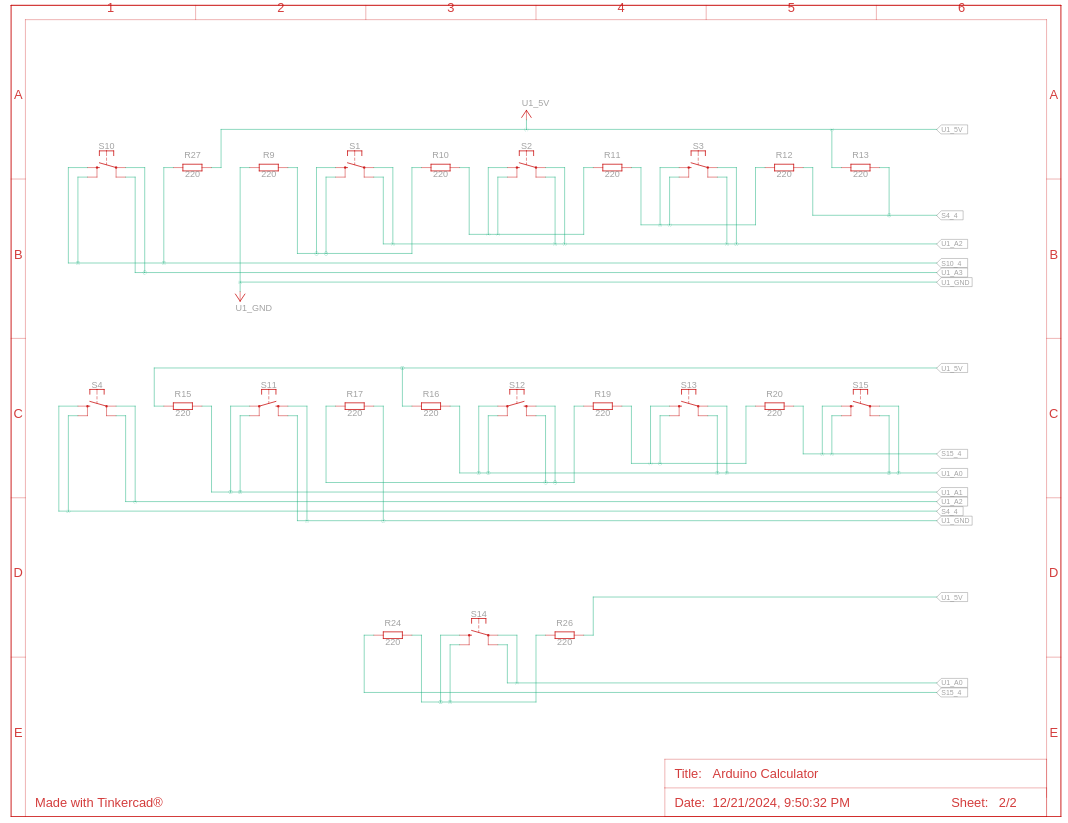 1 2 3 4 5 6
A A
U1_5V
U1_5V
S10 S1 S2 S3
R27 R9 R10 R11 R12 R13
220 220 220 220 220 220
S4_4
U1_A2
B B
S10_4
U1_A3
U1_GND
U1_GND
U1_5V
S4 S11 S12 S13 S15
R15 R17 R16 R19 R20
220 220 220 220 220
C C
S15_4
U1_A0
U1_A1
U1_A2
S4_4
U1_GND
D D
U1_5V
S14
R24 R26
220 220
U1_A0
S15_4
E E
Title: Arduino Calculator
Made with Tinkercad® Date: 12/21/2024, 9:50:32 PM Sheet: 2/2